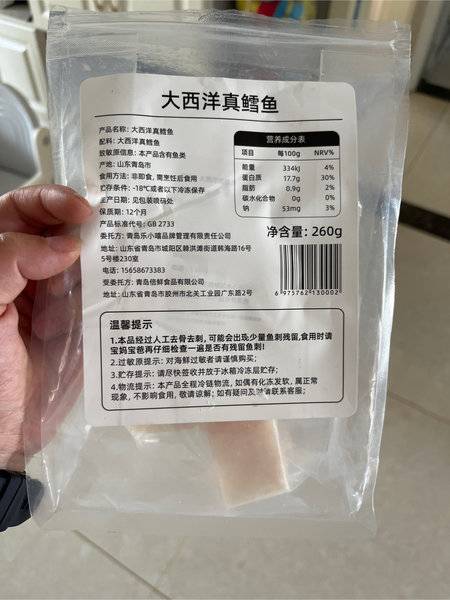 大西洋真鳕鱼
产品名称: 大西洋真鳕鱼
配料: 大西洋真鳕鱼
致敏原信息: 本产品含有鱼类
产地: 山东青岛市
食用方法: 非即食, 需烹饪后食用
贮存条件: -18℃或者以下冷冻保存
生产日期: 见包装喷码处
保质期: 12个月
产品标准代号: GB 2733
委托方: 青岛乐小嘻品牌管理有限责任公司
地址: 山东省青岛市城阳区棘洪滩街道韩海路16号
5号楼230室
电话: 15658673383
受委托方: 青岛倍鲜食品有限公司
地址: 山东省青岛市胶州市北关工业园广东路2号
营养成分表
项目 每100g NRV%
能量 334kj 4%
蛋白质 17.7g 30%
脂肪 0.9g 2%
碳水化合物 0g 0%
钠 53mg 3%
净含量: 260g
6 975762 130002
温馨提示
1.本品经过人工去骨去刺, 可能会出现少量鱼刺残留, 食用时请
宝妈宝爸再仔细检查一遍是否有残留鱼刺!
2.过敏原提示: 对海鲜过敏者请谨慎购买;
3.贮存提示: 请尽快签收并放于冰箱冷冻层贮存;
4.物流提示: 本产品全程冷链物流, 如偶有化冻发软, 属正常
现象, 不影响食用, 敬请谅解; 如有疑问及时请联系客服;